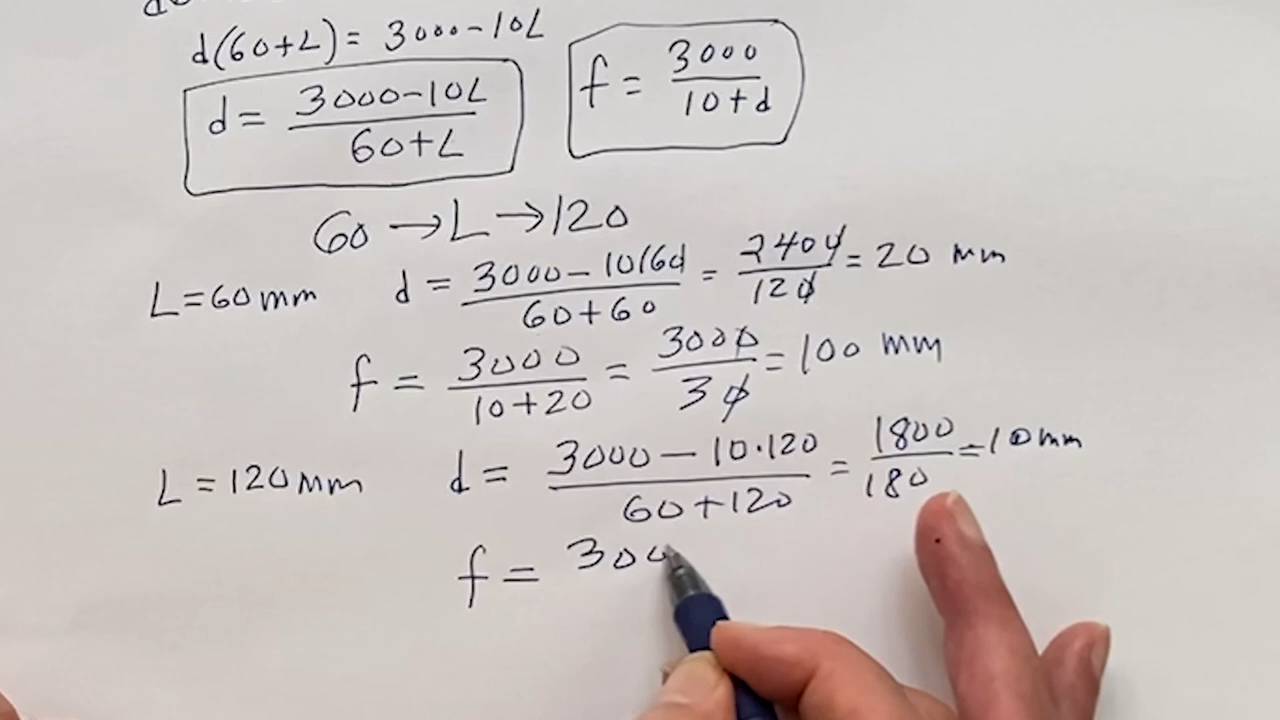 d(60+L) = 3000-10L
d = (3000-10L)/(60+L)
f = 3000/(10+d)
60 → L → 120
L = 60mm d = (3000-10(60))/(60+60) = 2400/120 = 20 mm
f = 3000/(10+20) = 3000/30 = 100 mm
L = 120mm d = (3000-10·120)/(60+120) = 1800/180 = 10mm
f = 300